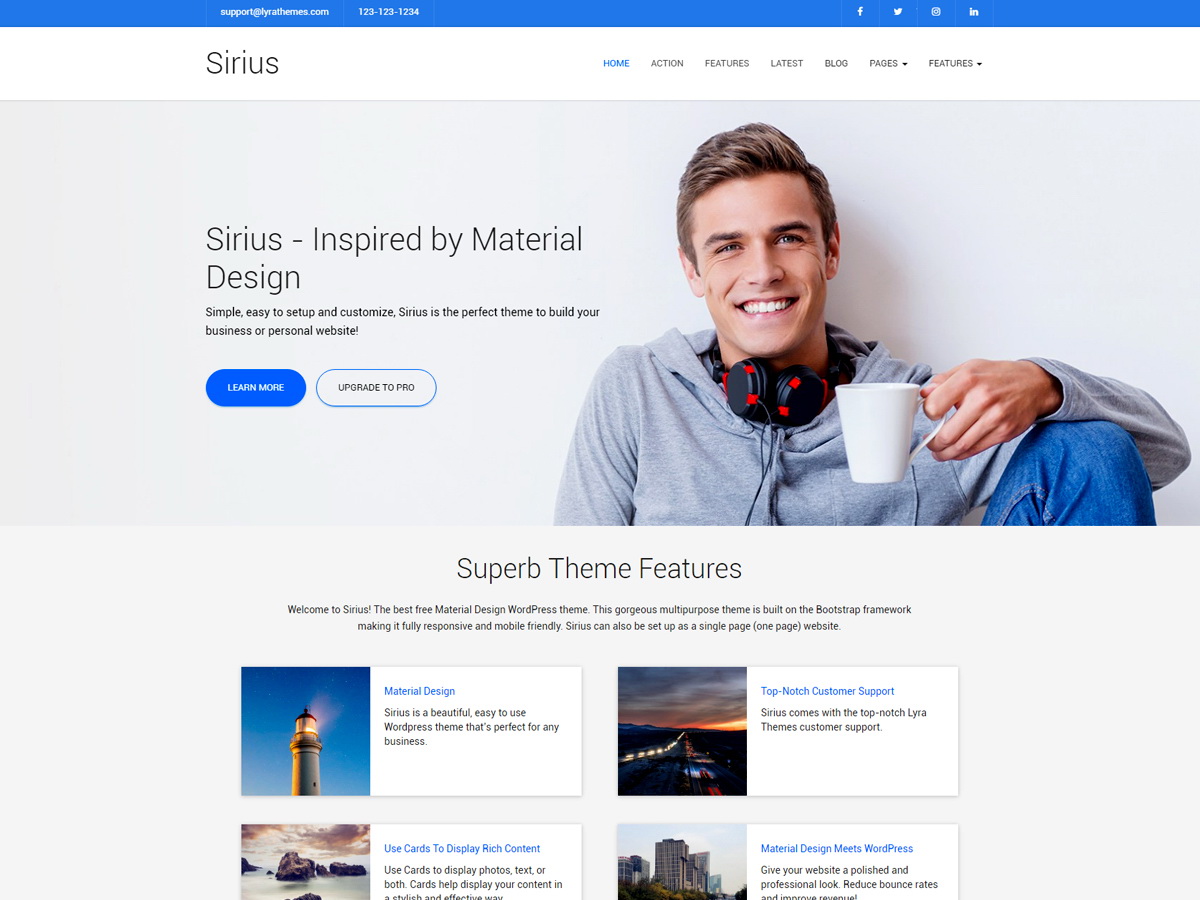 support@lyrathemes.com
123-123-1234
Sirius
HOME ACTION FEATURES LATEST BLOG PAGES FEATURES
Sirius - Inspired by Material
Design
Simple, easy to setup and customize, Sirius is the perfect theme to build your
business or personal website!
LEARN MORE
UPGRADE TO PRO
Superb Theme Features
Welcome to Sirius! The best free Material Design WordPress theme. This gorgeous multipurpose theme is built on the Bootstrap framework
making it fully responsive and mobile friendly. Sirius can also be set up as a single page (one page) website.
Material Design
Sirius is a beautiful, easy to use
Wordpress theme that's perfect for any
business.
Top-Notch Customer Support
Sirius comes with the top-notch Lyra
Themes customer support.
Use Cards To Display Rich Content
Use Cards to display photos, text, or
both. Cards help display your content in
a stylish and effective way.
Material Design Meets WordPress
Give your website a polished and
professional look. Reduce bounce rates
and improve revenue!